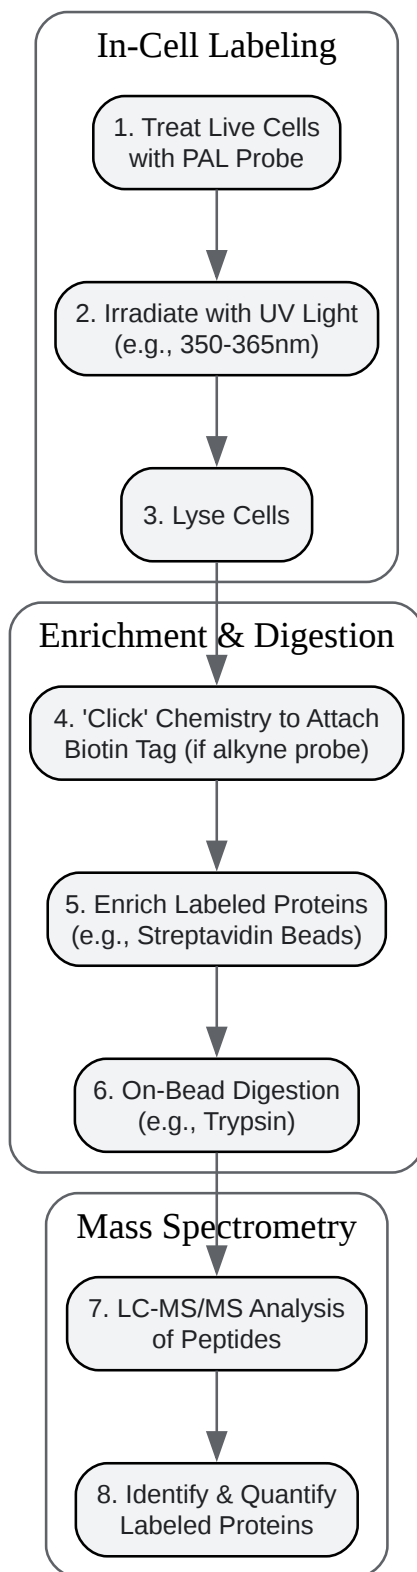 In-Cell Labeling
1. Treat Live Cells
with PAL Probe
2. Irradiate with UV Light
(e.g., 350-365nm)
3. Lyse Cells
Enrichment & Digestion
4. 'Click' Chemistry to Attach
Biotin Tag (if alkyne probe)
5. Enrich Labeled Proteins
(e.g., Streptavidin Beads)
6. On-Bead Digestion
(e.g., Trypsin)
Mass Spectrometry
7. LC-MS/MS Analysis
of Peptides
8. Identify & Quantify
Labeled Proteins